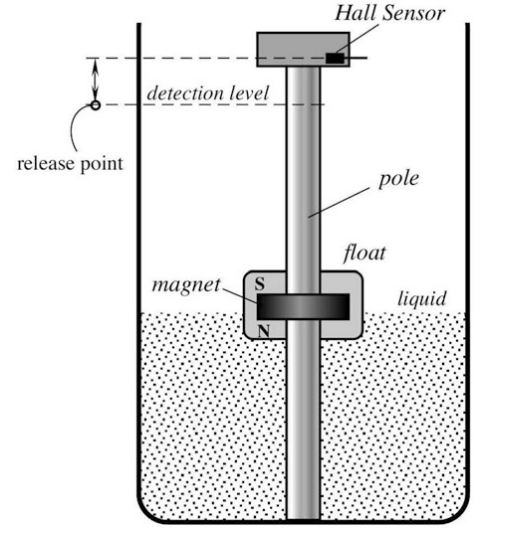 Hall Sensor
detection level
release point
pole
float
magnet
S
liquid
N